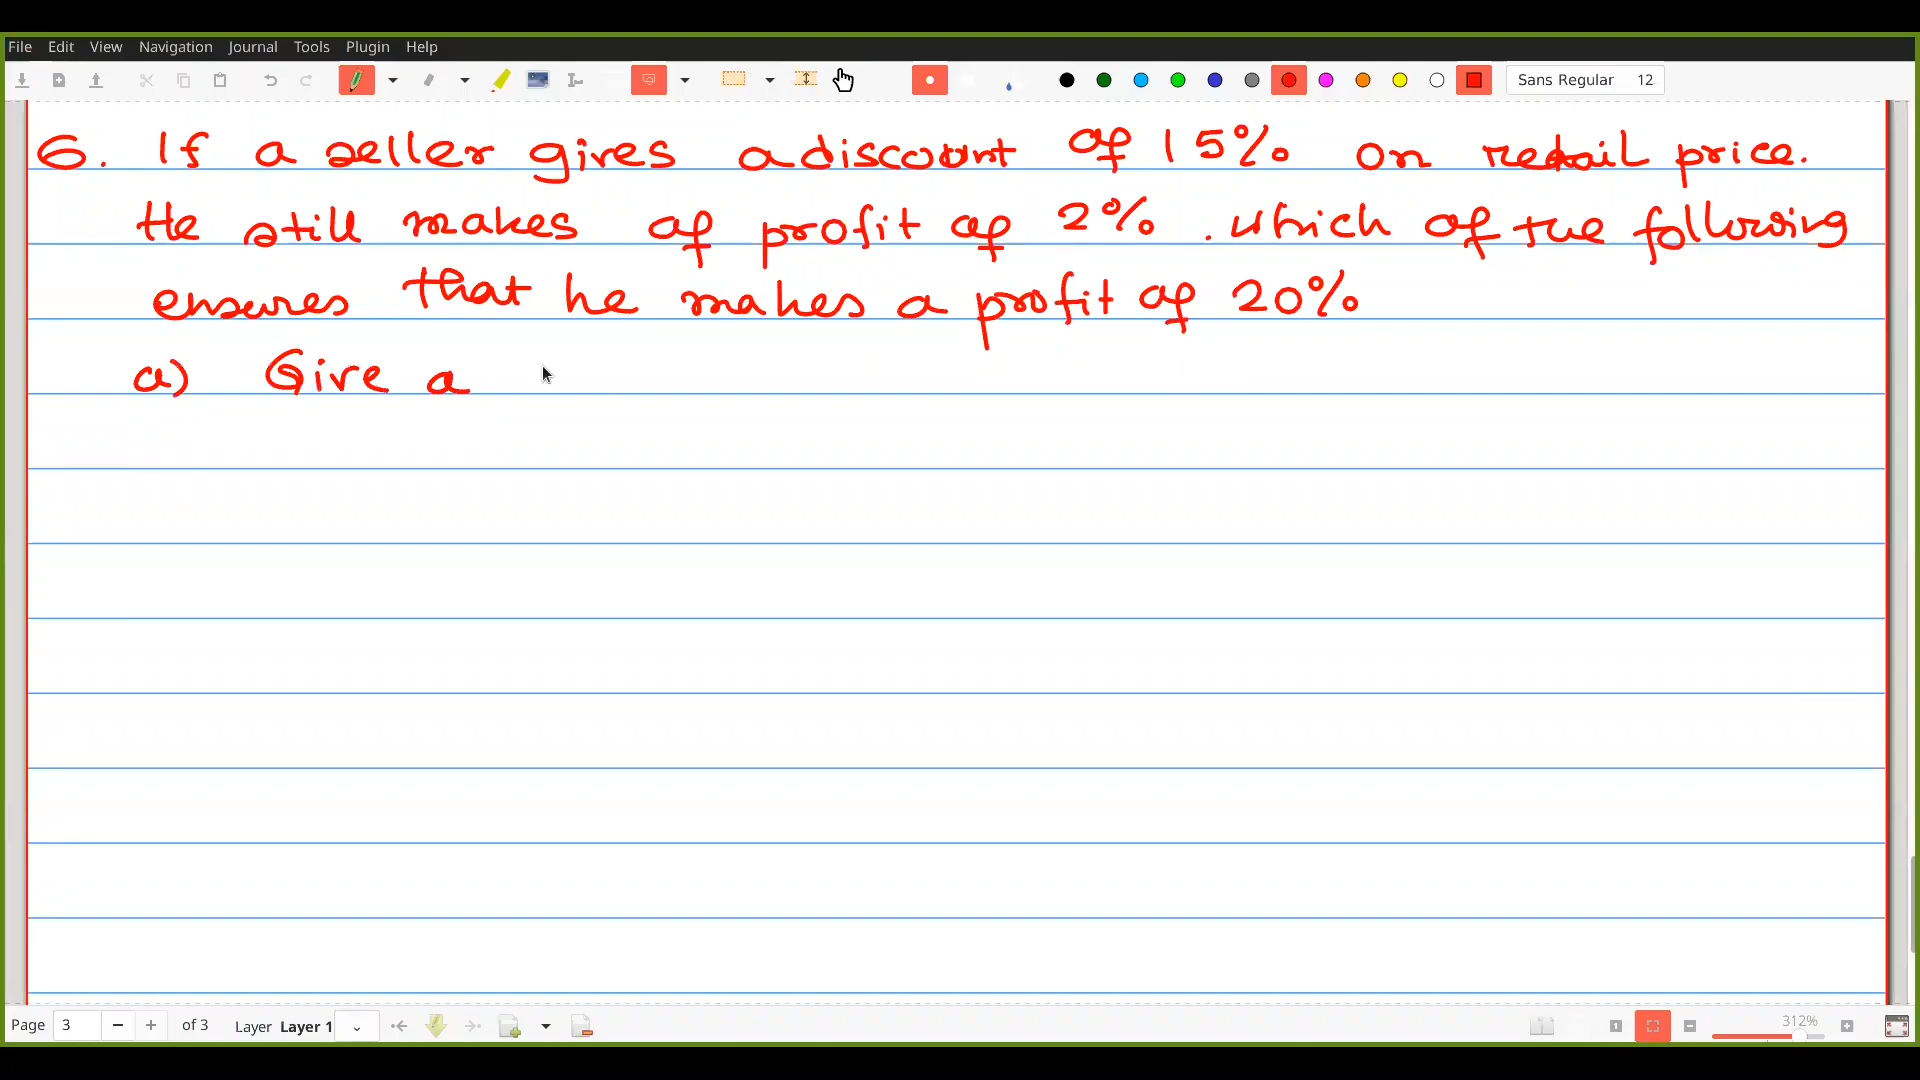 File Edit View Navigation Journal Tools Plugin Help
Sans Regular 12
6. If a seller gives a discount of 15% on retail price.
He still makes of profit of 2%. which of the following
ensures that he makes a profit of 20%
a) Give a
Page 3 of 3 Layer Layer 1 312%